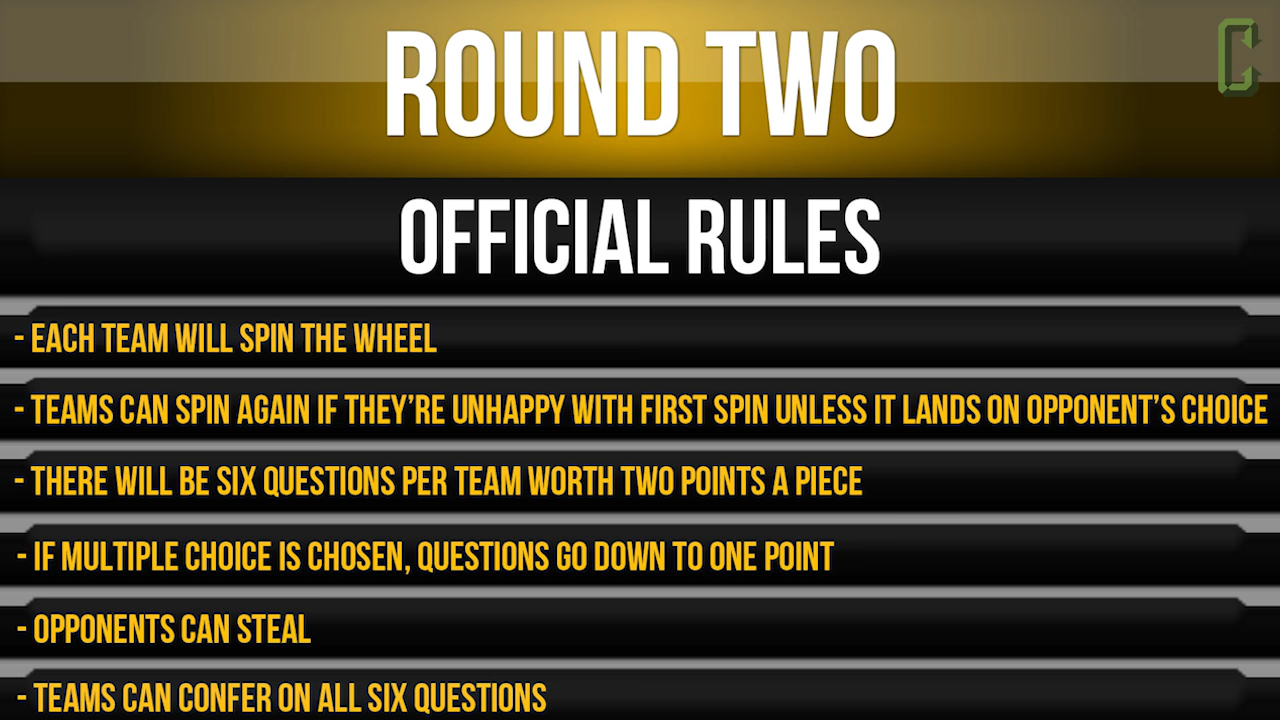 ROUND TWO
OFFICIAL RULES
- EACH TEAM WILL SPIN THE WHEEL
- TEAMS CAN SPIN AGAIN IF THEY'RE UNHAPPY WITH FIRST SPIN UNLESS IT LANDS ON OPPONENT'S CHOICE
- THERE WILL BE SIX QUESTIONS PER TEAM WORTH TWO POINTS A PIECE
- IF MULTIPLE CHOICE IS CHOSEN, QUESTIONS GO DOWN TO ONE POINT
- OPPONENTS CAN STEAL
- TEAMS CAN CONFER ON ALL SIX QUESTIONS